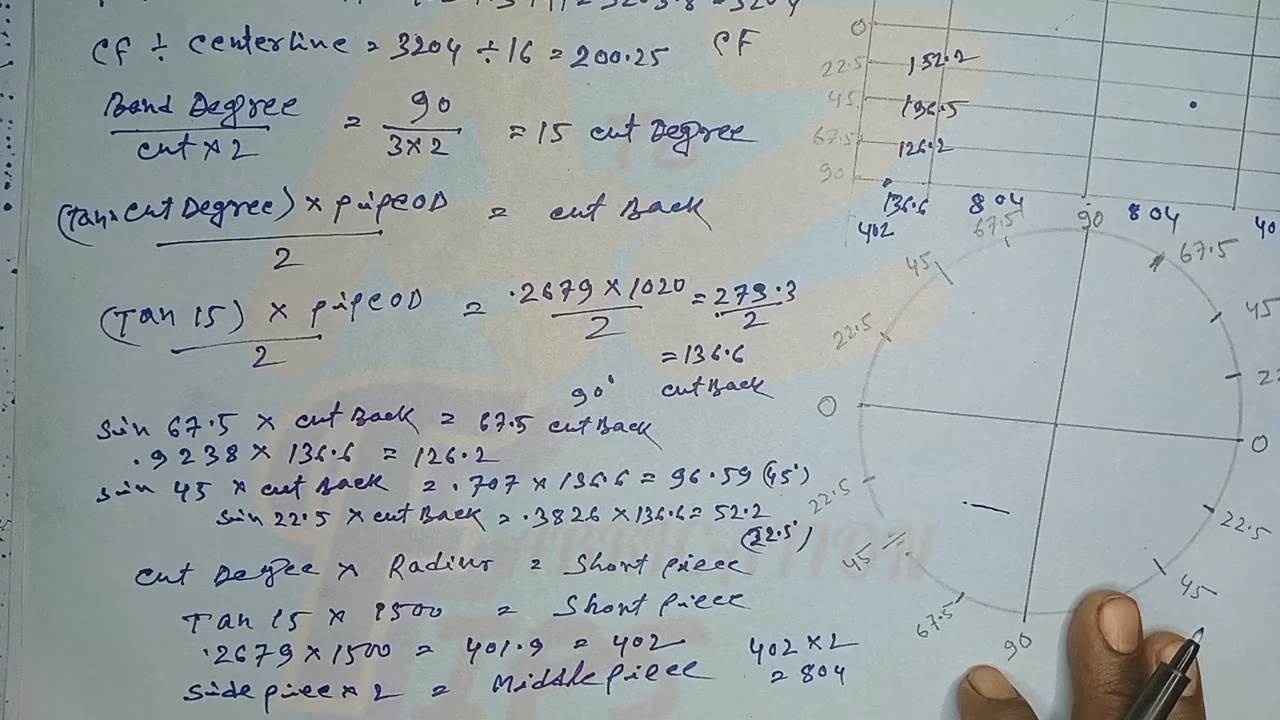 CF ÷ Centerline = 3204 ÷ 16 = 200.25 CF
Bend Degree / cut × 2 = 90 / 3×2 = 15 cut Degree
(Tan × Cut Degree) × pipe OD / 2 = cut Back
(Tan 15) × pipe OD / 2 = .2679 × 1020 / 2 = 279.3 / 2
= 136.6
90° cut Back
Sin 67.5 × cut Back = 67.5 cut Back
.9238 × 136.6 = 126.2
Sin 45 × cut Back = .707 × 136.6 = 96.59 (45°)
Sin 22.5 × cut Back = .3826 × 136.6 = 52.2
(22.5°)
Cut Degree × Radius = Short piece
Tan 15 × 1500 = Short piece
.2679 × 1500 = 401.9 = 402 402 × 2
Side piece × 2 = Middle piece = 804
0
22.5 152.2
45
67.5 126.2
90
136.6 804 804 40
402
67.5 90 67.5
45 45
22.5 22
0 0
22.5 22.5
45 45
67.5
90